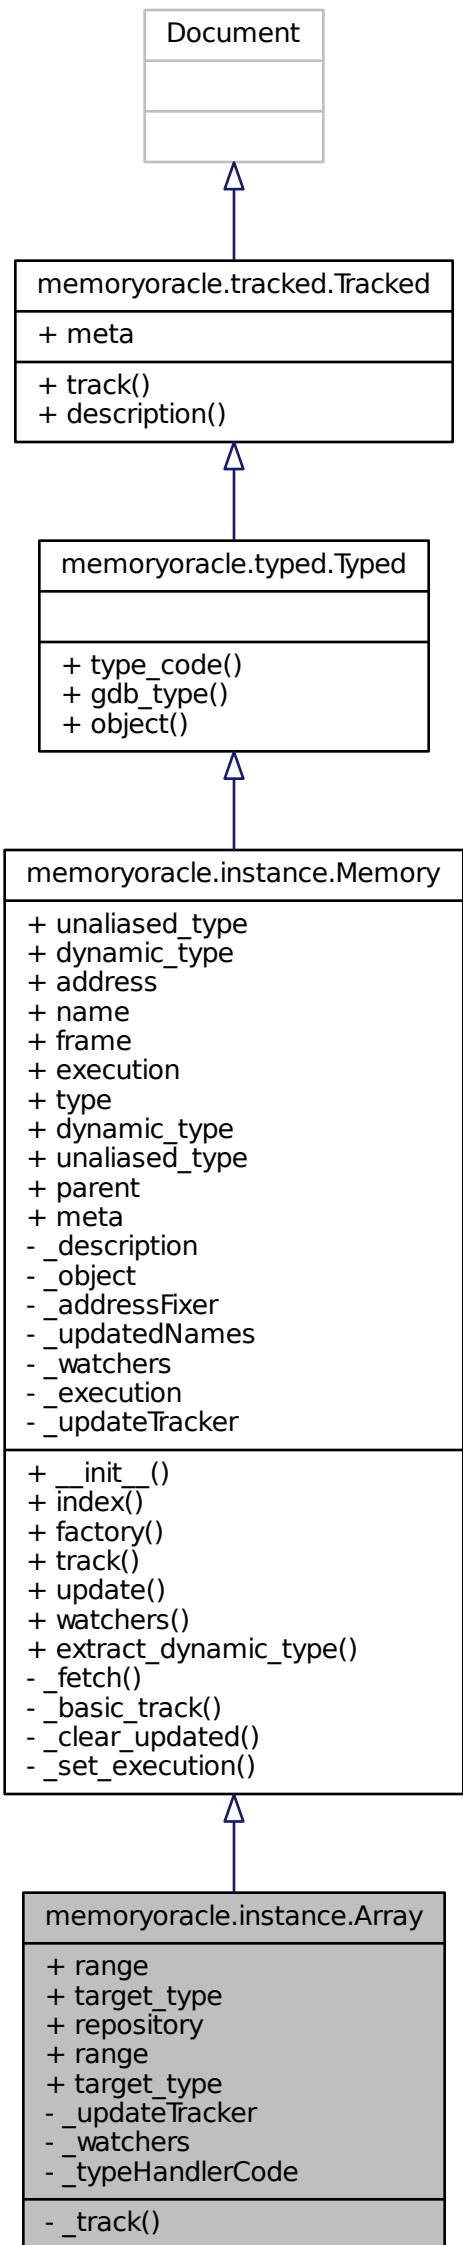 Document
memoryoracle.tracked.Tracked
+ meta
+ track()
+ description()
memoryoracle.typed.Typed
+ type_code()
+ gdb_type()
+ object()
memoryoracle.instance.Memory
+ unaliased_type
+ dynamic_type
+ address
+ name
+ frame
+ execution
+ type
+ dynamic_type
+ unaliased_type
+ parent
+ meta
- _description
- _object
- _addressFixer
- _updatedNames
- _watchers
- _execution
- _updateTracker
+ __init__()
+ index()
+ factory()
+ track()
+ update()
+ watchers()
+ extract_dynamic_type()
- _fetch()
- _basic_track()
- _clear_updated()
- _set_execution()
memoryoracle.instance.Array
+ range
+ target_type
+ repository
+ range
+ target_type
- _updateTracker
- _watchers
- _typeHandlerCode
- _track()